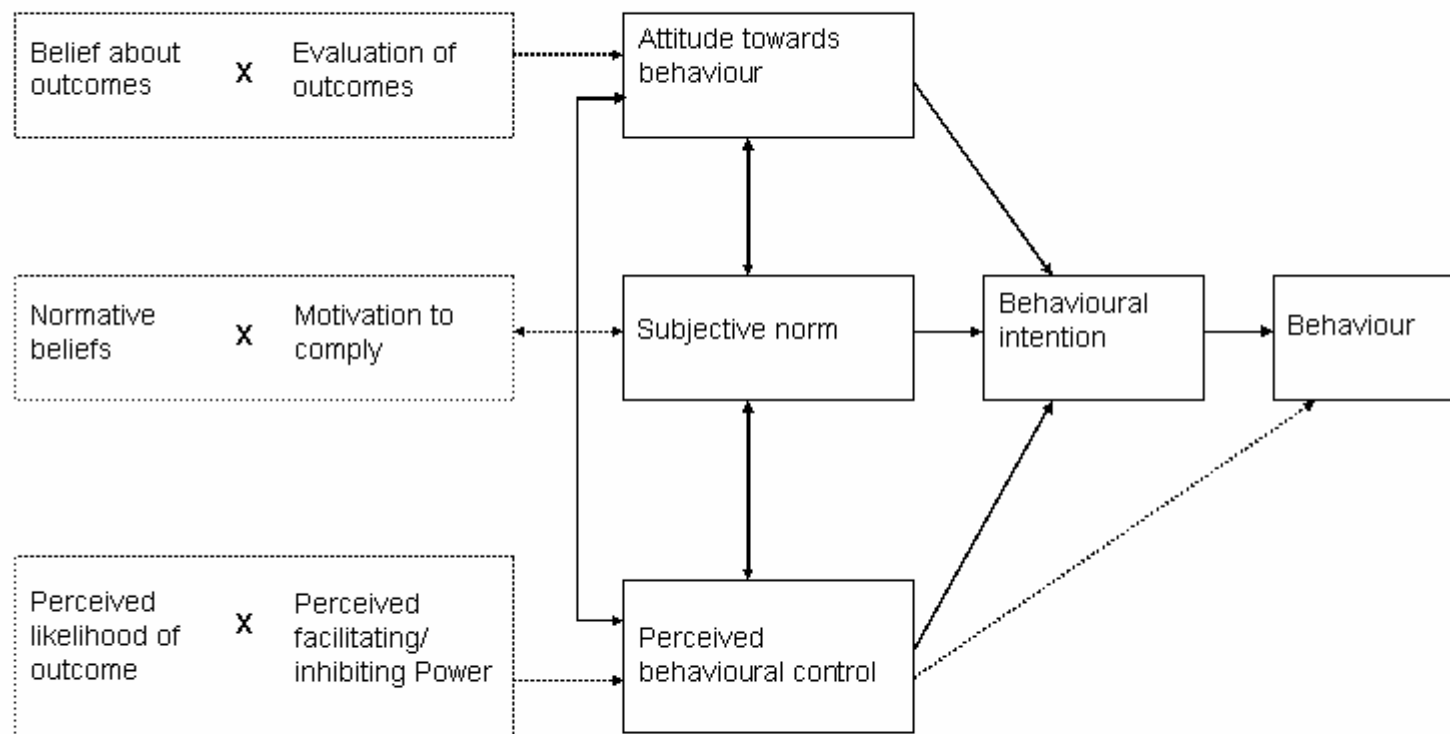 Belief about
outcomes
X
Evaluation of
outcomes
Attitude towards
behaviour
Normative
beliefs
X
Motivation to
comply
Subjective norm
Behavioural
intention
Behaviour
Perceived
likelihood of
outcome
X
Perceived
facilitating/
inhibiting Power
Perceived
behavioural control